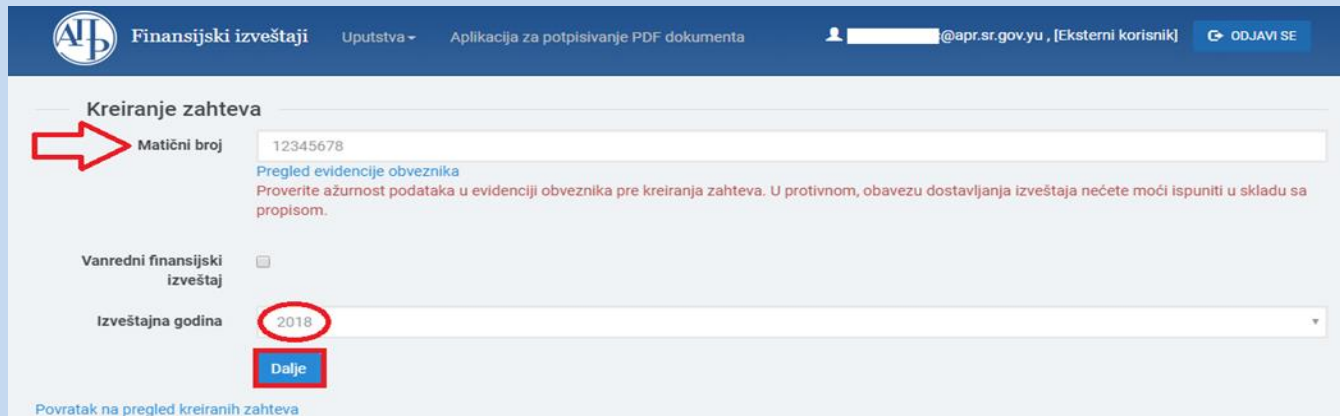 АПР Finansijski izveštaji Uputstva Aplikacija za potpisivanje PDF dokumenta @apr.sr.gov.yu , [Eksterni korisnik] ODJAVI SE
Kreiranje zahteva
Matični broj 12345678
Pregled evidencije obveznika
Proverite ažurnost podataka u evidenciji obveznika pre kreiranja zahteva. U protivnom, obavezu dostavljanja izveštaja nećete moći ispuniti u skladu sa
propisom.
Vanredni finansijski
izveštaj
Izveštajna godina 2018
Dalje
Povratak na pregled kreiranih zahteva